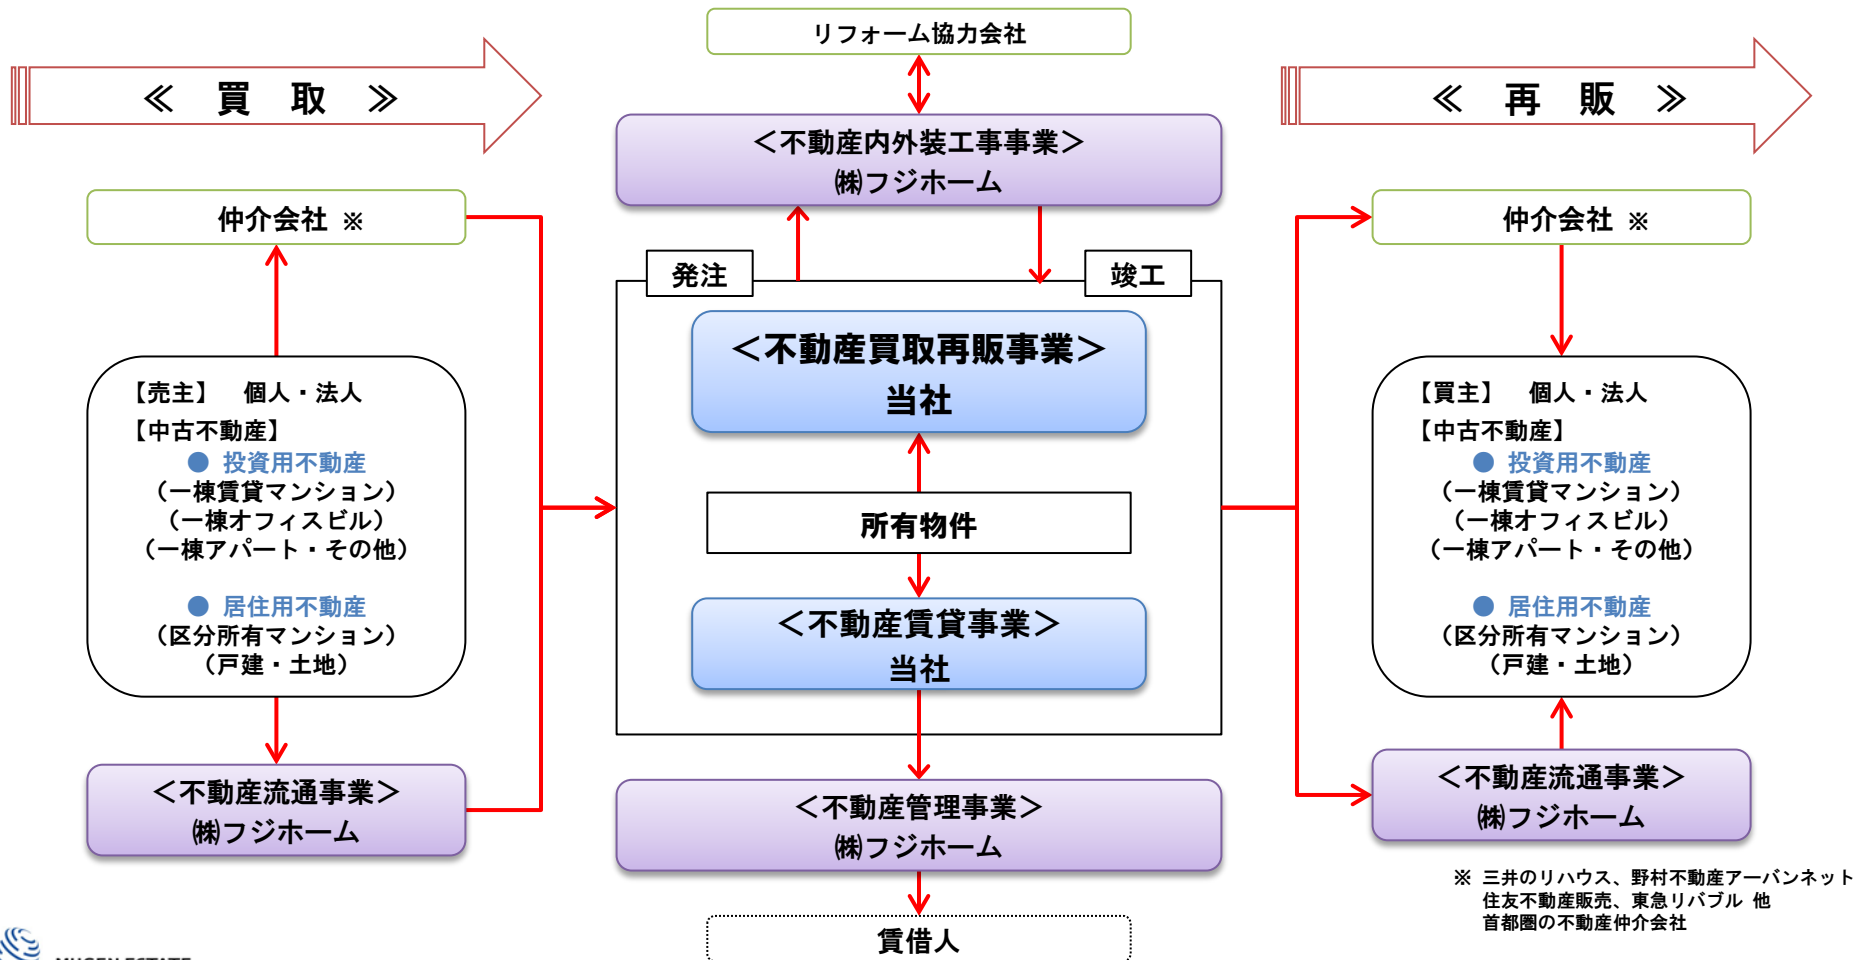 ≪ 買 取 ≫
仲介会社 ※
【売主】 個人・法人
【中古不動産】
● 投資用不動産
（一棟賃貸マンション）
（一棟オフィスビル）
（一棟アパート・その他）
● 居住用不動産
（区分所有マンション）
（戸建・土地）
＜不動産流通事業＞
㈱フジホーム
リフォーム協力会社
＜不動産内外装工事事業＞
㈱フジホーム
発注
竣工
＜不動産買取再販事業＞
当社
所有物件
＜不動産賃貸事業＞
当社
＜不動産管理事業＞
㈱フジホーム
賃借人
≪ 再 販 ≫
仲介会社 ※
【買主】 個人・法人
【中古不動産】
● 投資用不動産
（一棟賃貸マンション）
（一棟オフィスビル）
（一棟アパート・その他）
● 居住用不動産
（区分所有マンション）
（戸建・土地）
＜不動産流通事業＞
㈱フジホーム
※ 三井のリハウス、野村不動産アーバンネット
住友不動産販売、東急リバブル 他
首都圏の不動産仲介会社
MUGEN ESTATE